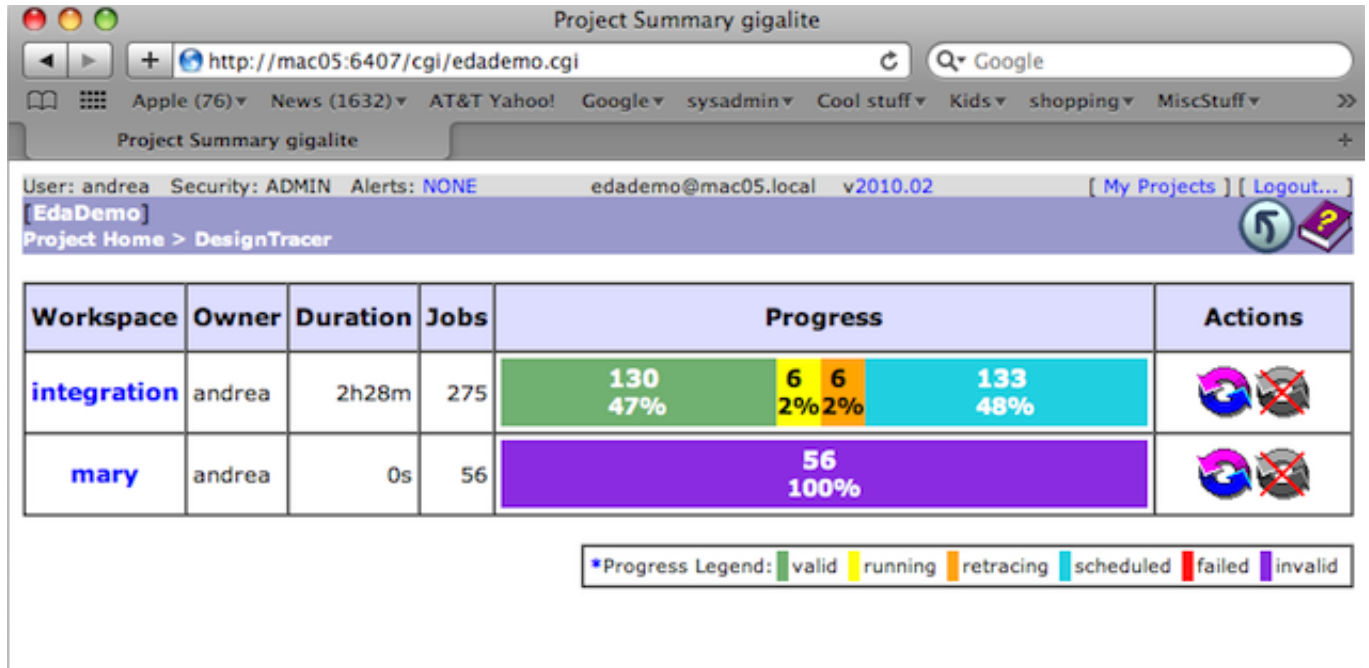 Project Summary gigalite
+ http://mac05:6407/cgi/edademo.cgi Google
Apple (76) News (1632) AT&T Yahoo! Google sysadmin Cool stuff Kids shopping MiscStuff >>
Project Summary gigalite +
User: andrea Security: ADMIN Alerts: NONE edademo@mac05.local v2010.02 [ My Projects ] [ Logout... ]
[EdaDemo]
Project Home > DesignTracer
?
Workspace Owner Duration Jobs Progress Actions
integration andrea 2h28m 275 130 6 6 133
47% 2% 2% 48%
mary andrea 0s 56 56
100%
*Progress Legend: valid running retracing scheduled failed invalid